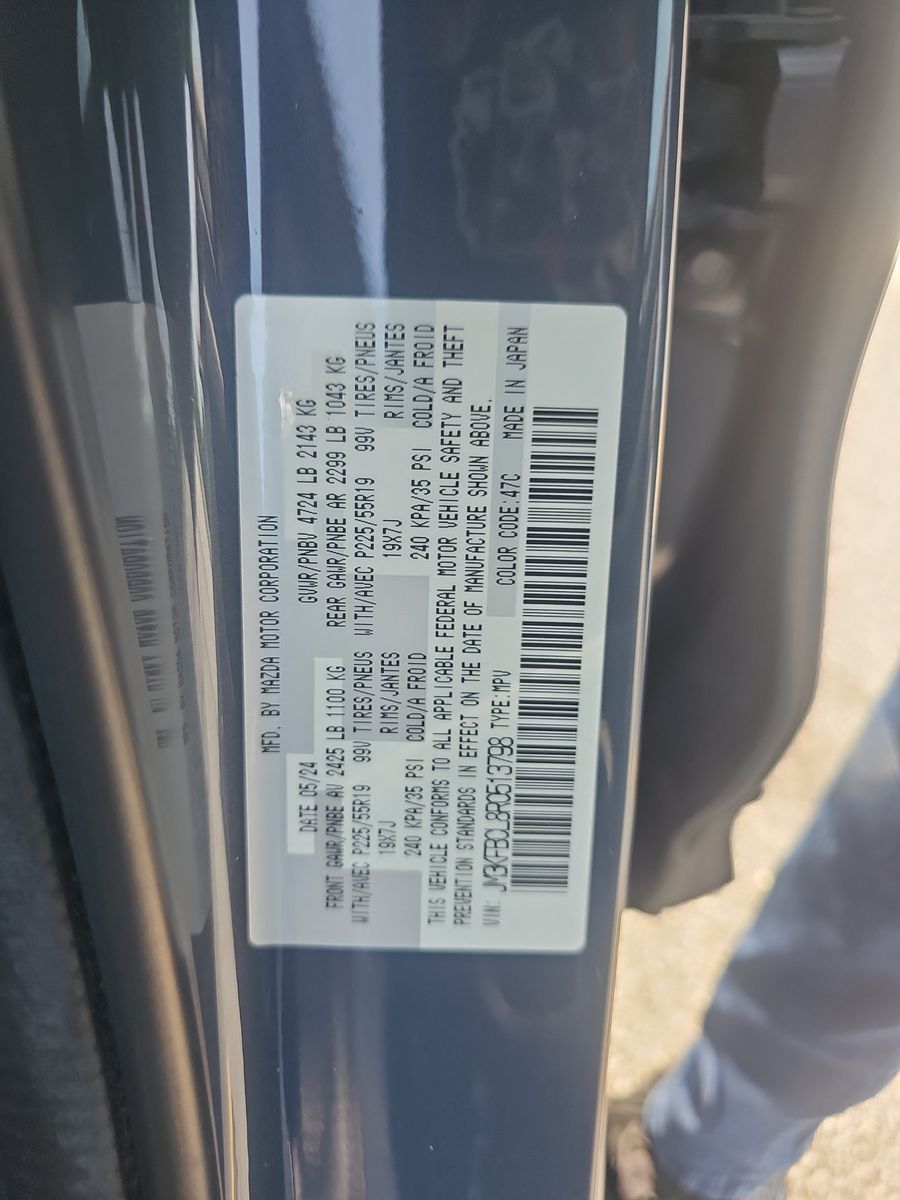 MFD. BY MAZDA MOTOR CORPORATION
DATE 05/24 GVWR/PNBV 4724 LB 2143 KG
FRONT GAWR/PNBE AV 2425 LB 1100 KG REAR GAWR/PNBE AR 2299 LB 1043 KG
WITH/AVEC P225/55R19 99V TIRES/PNEUS WITH/AVEC P225/55R19 99V TIRES/PNEUS
19X7J RIMS/JANTES 19X7J RIMS/JANTES
240 KPA/35 PSI COLD/A FROID 240 KPA/35 PSI COLD/A FROID
THIS VEHICLE CONFORMS TO ALL APPLICABLE FEDERAL MOTOR VEHICLE SAFETY AND THEFT
PREVENTION STANDARDS IN EFFECT ON THE DATE OF MANUFACTURE SHOWN ABOVE.
VIN: JM3KFBCL8R0513798 TYPE:MPV COLOR CODE:47C MADE IN JAPAN